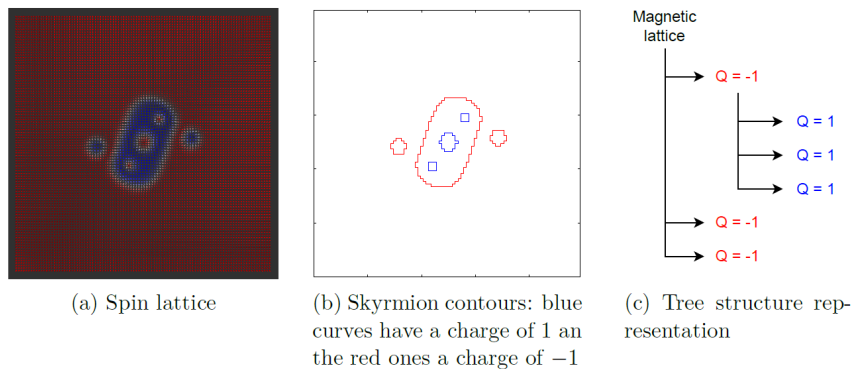 Magnetic
lattice
Q = -1
Q = 1
Q = 1
Q = 1
Q = -1
Q = -1
(a) Spin lattice
(b) Skyrmion contours: blue
curves have a charge of 1 an
the red ones a charge of −1
(c) Tree structure rep-
resentation